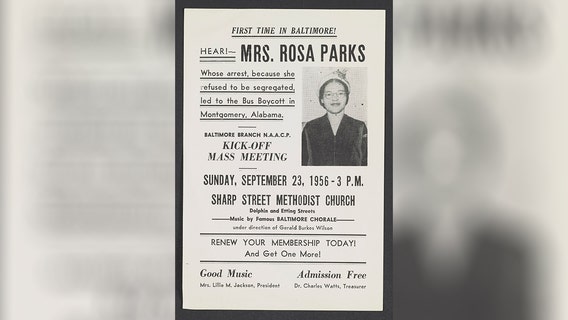 FIRST TIME IN BALTIMORE!
HEAR!— MRS. ROSA PARKS
Whose arrest, because she
refused to be segregated,
led to the Bus Boycott in
Montgomery, Alabama.
BALTIMORE BRANCH N.A.A.C.P.
KICK-OFF
MASS MEETING
SUNDAY, SEPTEMBER 23, 1956 - 3 P.M.
SHARP STREET METHODIST CHURCH
Dolphin and Etting Streets
Music by Famous BALTIMORE CHORALE
under direction of Gerald Burkes Wilson
RENEW YOUR MEMBERSHIP TODAY!
And Get One More!
Good Music Admission Free
Mrs. Lillie M. Jackson, President Dr. Charles Watts, Treasurer